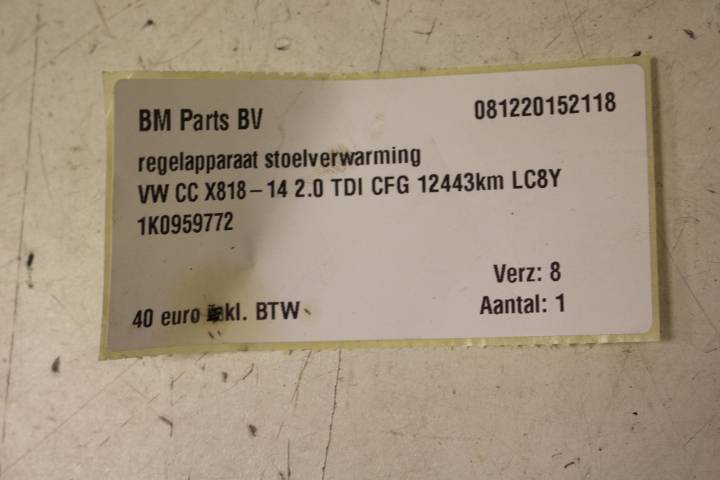 BM Parts BV
081220152118
regelapparaat stoelverwarming
VW CC X818-14 2.0 TDI CFG 12443km LC8Y
1K0959772
Verz: 8
40 euro inkl. BTW
Aantal: 1